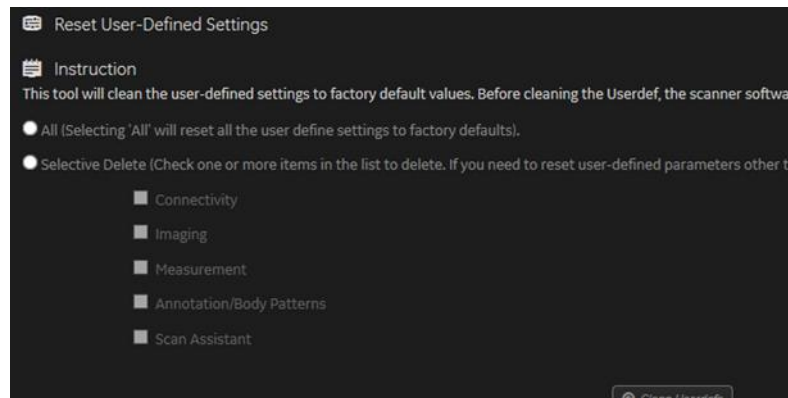 Reset User-Defined Settings
Instruction
This tool will clean the user-defined settings to factory default values. Before cleaning the Userdef, the scanner softwa
All (Selecting 'All' will reset all the user define settings to factory defaults).
Selective Delete (Check one or more items in the list to delete. If you need to reset user-defined parameters other t
Connectivity
Imaging
Measurement
Annotation/Body Patterns
Scan Assistant